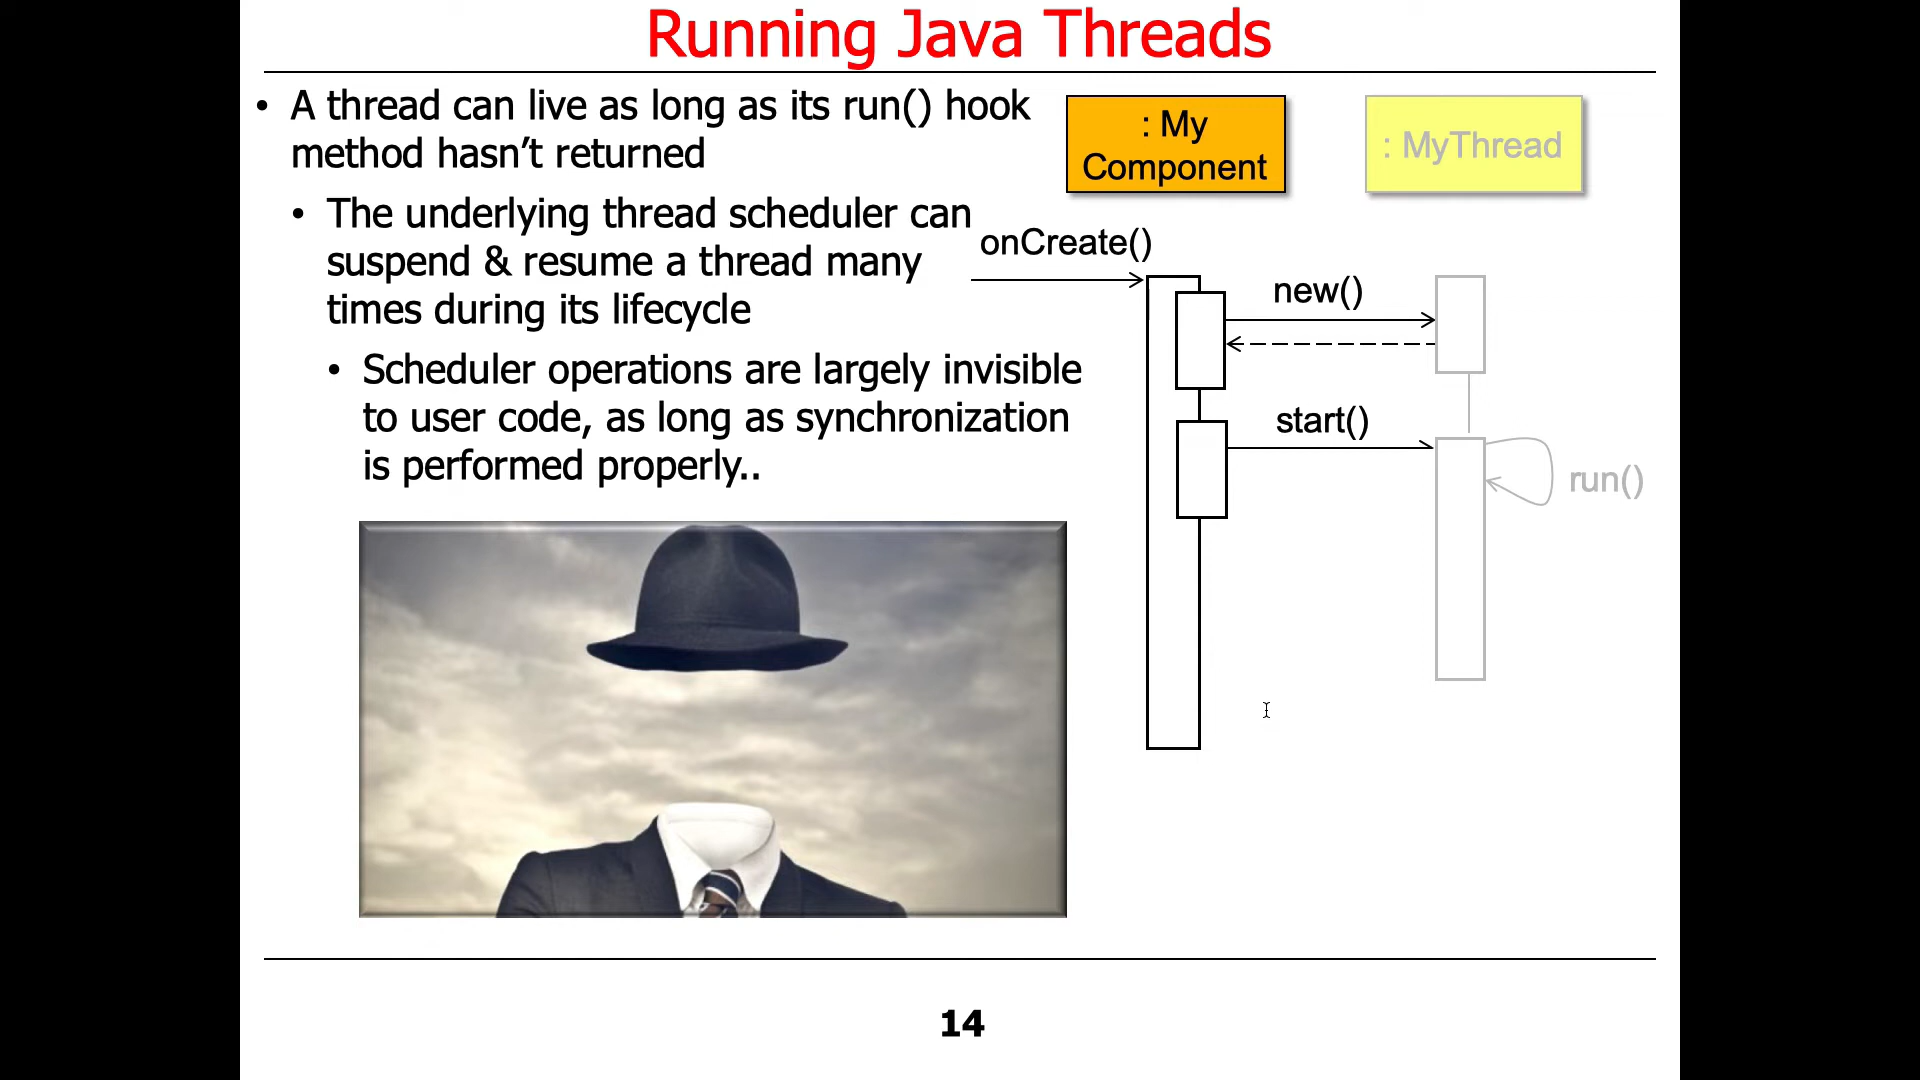 Running Java Threads
• A thread can live as long as its run() hook
method hasn’t returned
• The underlying thread scheduler can
suspend & resume a thread many
times during its lifecycle
• Scheduler operations are largely invisible
to user code, as long as synchronization
is performed properly..
: My
Component
: MyThread
onCreate()
new()
start()
run()
14